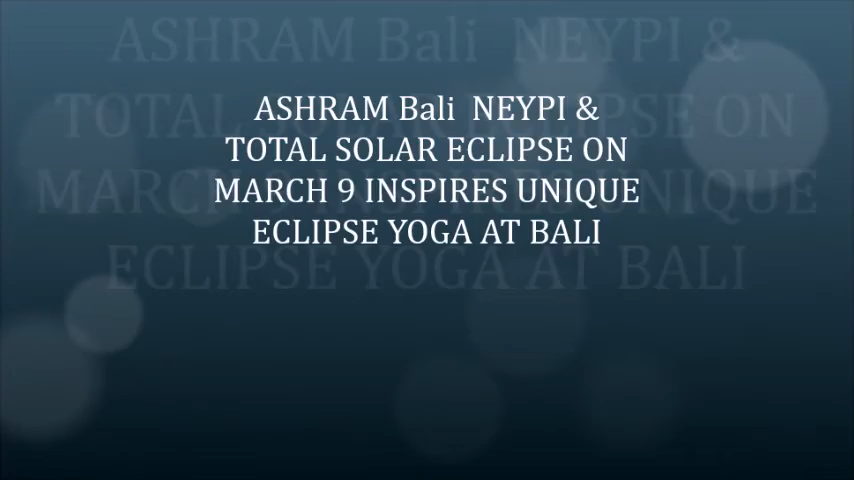 ASHRAM Bali  NEYPI &
TOTAL SOLAR ECLIPSE ON
MARCH 9 INSPIRES UNIQUE
ECLIPSE YOGA AT BALI